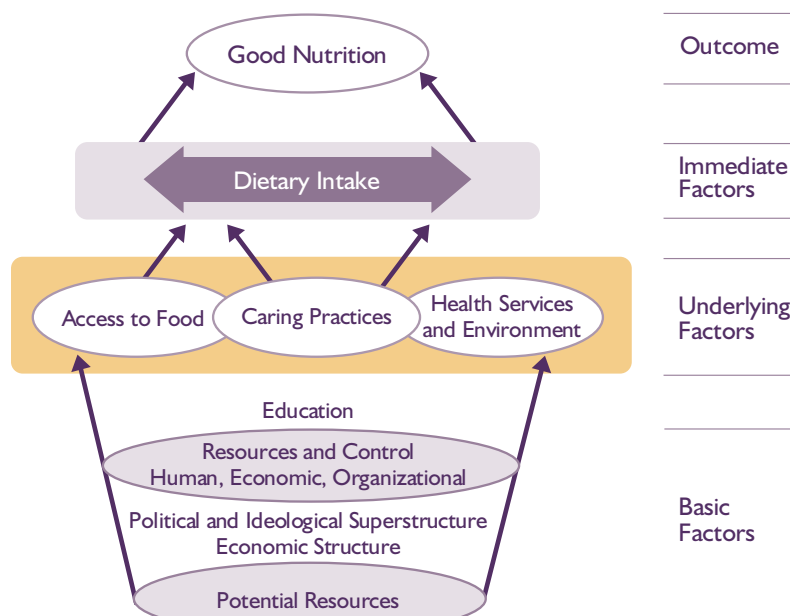 Good Nutrition
Outcome
Dietary Intake
Immediate
Factors
Access to Food
Caring Practices
Health Services
and Environment
Underlying
Factors
Education
Resources and Control
Human, Economic, Organizational
Political and Ideological Superstructure
Economic Structure
Basic
Factors
Potential Resources